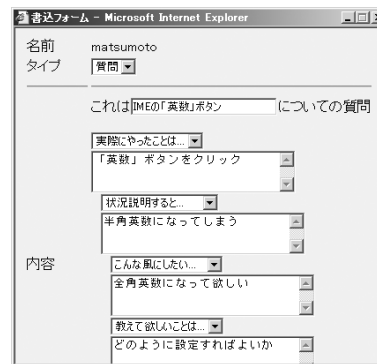 書込フォーム - Microsoft Internet Explorer
名前 matsumoto
タイプ 質問
これは IMEの「英数」ボタン についての質問
実際にやったことは...
「英数」ボタンをクリック
状況説明すると...
半角英数になってしまう
内容
こんな風にしたい...
全角英数になって欲しい
教えて欲しいことは...
どのように設定すればよいか